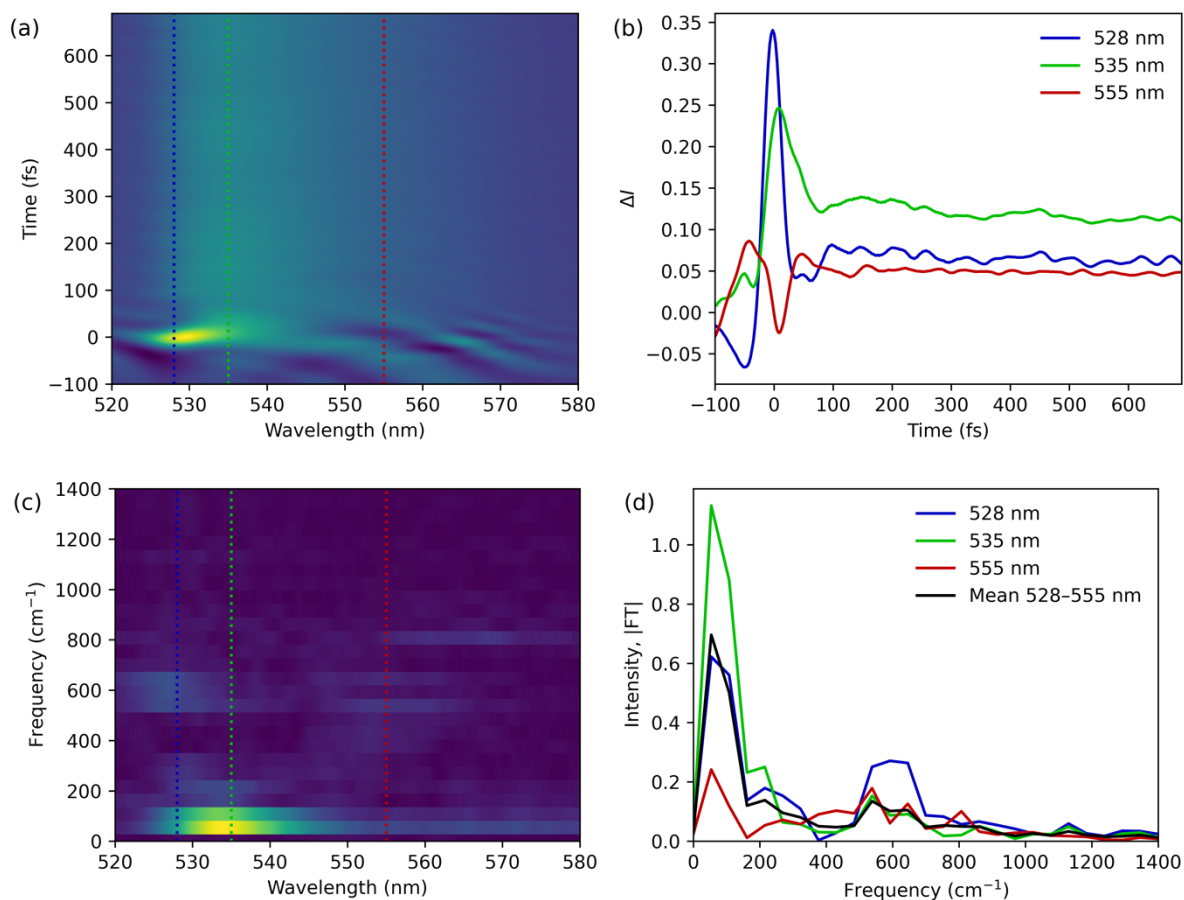 (a)
600
500
400
300
200
100
0
−100
Time (fs)
520 530 540 550 560 570 580
Wavelength (nm)
(b)
0.35
0.30
0.25
0.20
0.15
0.10
0.05
0.00
−0.05
ΔI
528 nm
535 nm
555 nm
−100 0 100 200 300 400 500 600
Time (fs)
(c)
1400
1200
1000
800
600
400
200
0
Frequency (cm⁻¹)
520 530 540 550 560 570 580
Wavelength (nm)
(d)
1.0
0.8
0.6
0.4
0.2
0.0
Intensity, |FT|
528 nm
535 nm
555 nm
Mean 528–555 nm
0 200 400 600 800 1000 1200 1400
Frequency (cm⁻¹)